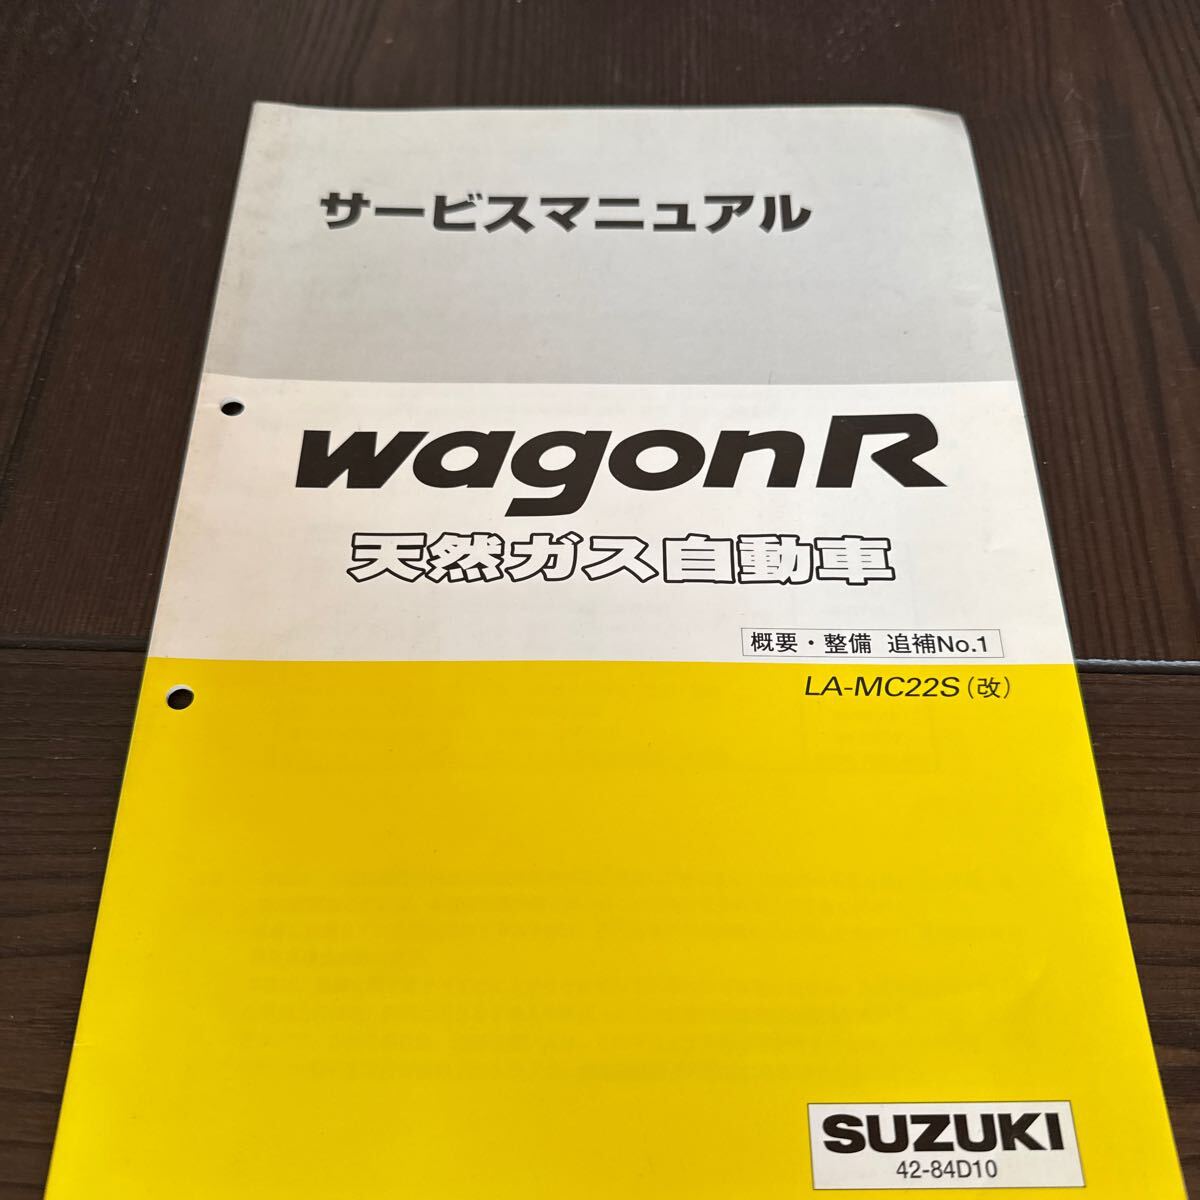 サービスマニュアル
wagonR
天然ガス自動車
概要・整備 追補No.1
LA-MC22S(改)
SUZUKI
42-84D10